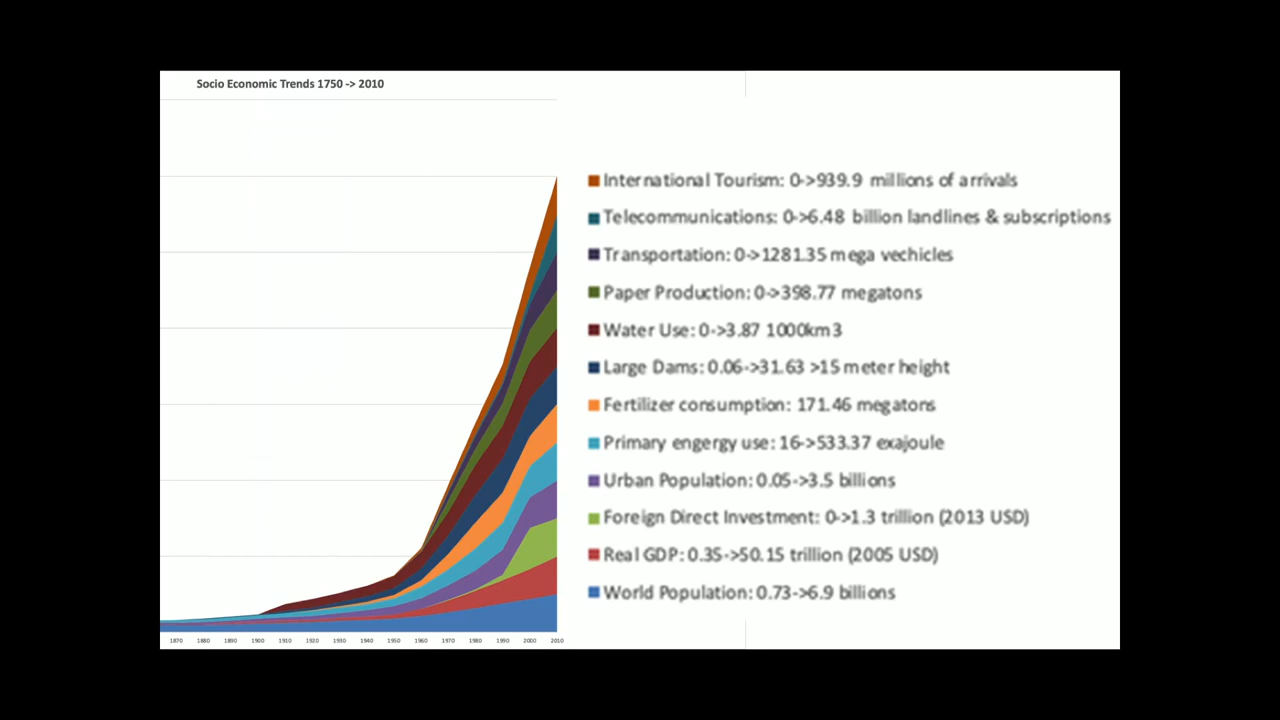 Socio Economic Trends 1750 -> 2010
International Tourism: 0->939.9 millions of arrivals
Telecommunications: 0->6.48 billion landlines & subscriptions
Transportation: 0->1281.35 mega vechicles
Paper Production: 0->398.77 megatons
Water Use: 0->3.87 1000km3
Large Dams: 0.06->31.63 >15 meter height
Fertilizer consumption: 171.46 megatons
Primary engergy use: 16->533.37 exajoule
Urban Population: 0.05->3.5 billions
Foreign Direct Investment: 0->1.3 trillion (2013 USD)
Real GDP: 0.35->50.15 trillion (2005 USD)
World Population: 0.73->6.9 billions
1870 1880 1890 1900 1910 1920 1930 1940 1950 1960 1970 1980 1990 2000 2010